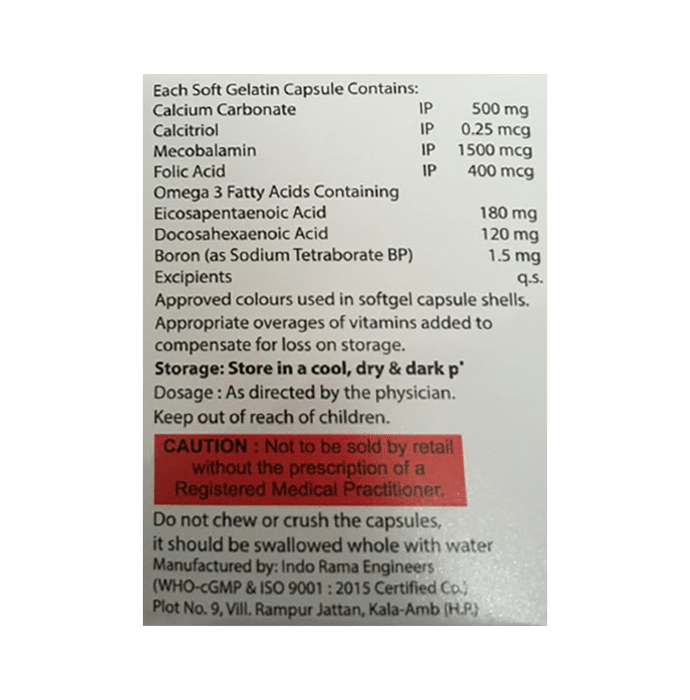 Each Soft Gelatin Capsule Contains:
Calcium Carbonate IP 500 mg
Calcitriol IP 0.25 mcg
Mecobalamin IP 1500 mcg
Folic Acid IP 400 mcg
Omega 3 Fatty Acids Containing
Eicosapentaenoic Acid 180 mg
Docosahexaenoic Acid 120 mg
Boron (as Sodium Tetraborate BP) 1.5 mg
Excipients q.s.
Approved colours used in softgel capsule shells.
Appropriate overages of vitamins added to
compensate for loss on storage.
Storage: Store in a cool, dry & dark
Dosage : As directed by the physician.
Keep out of reach of children.
CAUTION : Not to be sold by retail
without the prescription of a
Registered Medical Practitioner.
Do not chew or crush the capsules,
it should be swallowed whole with water
Manufactured by: Indo Rama Engineers
(WHO-cGMP & ISO 9001 : 2015 Certified Co.)
Plot No. 9, Vill. Rampur Jattan, Kala-Amb (H.P.)